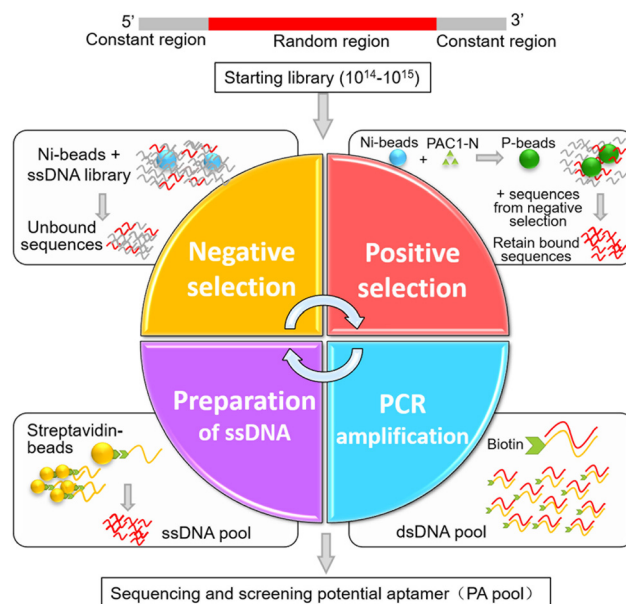 5’ 3’
Constant region Random region Constant region
Starting library (10¹⁴-10¹⁵)
Ni-beads +
ssDNA library
Unbound
sequences
Ni-beads PAC1-N P-beads
+
+ sequences
from negative
selection
Retain bound
sequences
Negative
selection
Positive
selection
Preparation
of ssDNA
PCR
amplification
Streptavidin-
beads
ssDNA pool
Biotin
dsDNA pool
Sequencing and screening potential aptamer（PA pool）